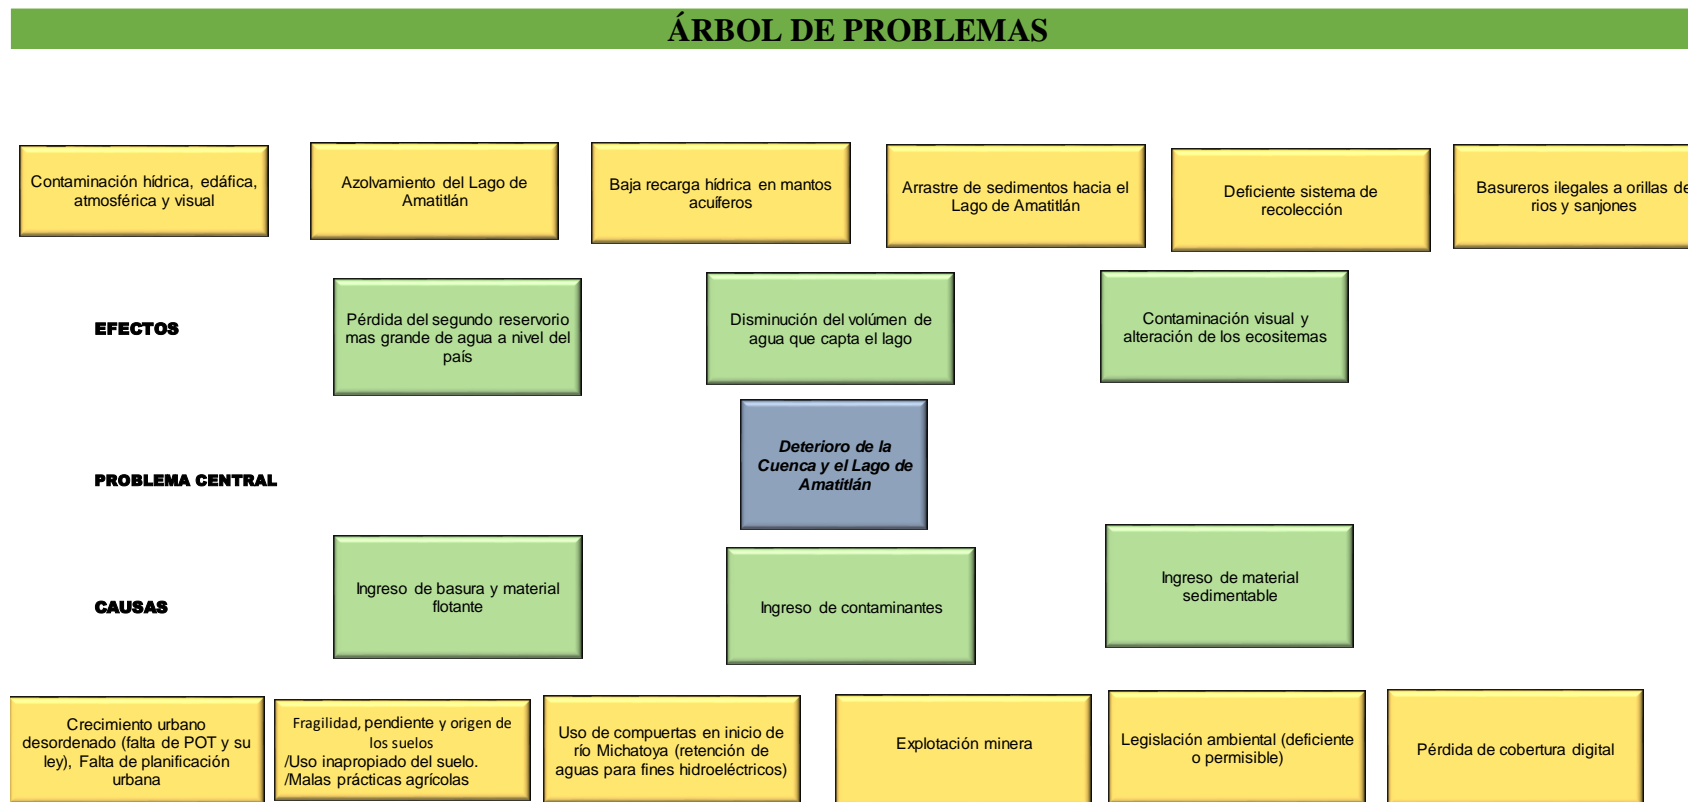 ÁRBOL DE PROBLEMAS
Contaminación hídrica, edáfica,
atmosférica y visual
Azolvamiento del Lago de
Amatitlán
Baja recarga hídrica en mantos
acuíferos
Arrastre de sedimentos hacia el
Lago de Amatitlán
Deficiente sistema de
recolección
Basureros ilegales a orillas de
rios y sanjones
EFECTOS
Pérdida del segundo reservorio
mas grande de agua a nivel del
país
Disminución del volúmen de
agua que capta el lago
Contaminación visual y
alteración de los ecositemas
PROBLEMA CENTRAL
Deterioro de la
Cuenca y el Lago de
Amatitlán
CAUSAS
Ingreso de basura y material
flotante
Ingreso de contaminantes
Ingreso de material
sedimentable
Crecimiento urbano
desordenado (falta de POT y su
ley), Falta de planificación
urbana
Fragilidad, pendiente y origen de
los suelos
/Uso inapropiado del suelo.
/Malas prácticas agrícolas
Uso de compuertas en inicio de
río Michatoya (retención de
aguas para fines hidroeléctricos)
Explotación minera
Legislación ambiental (deficiente
o permisible)
Pérdida de cobertura digital